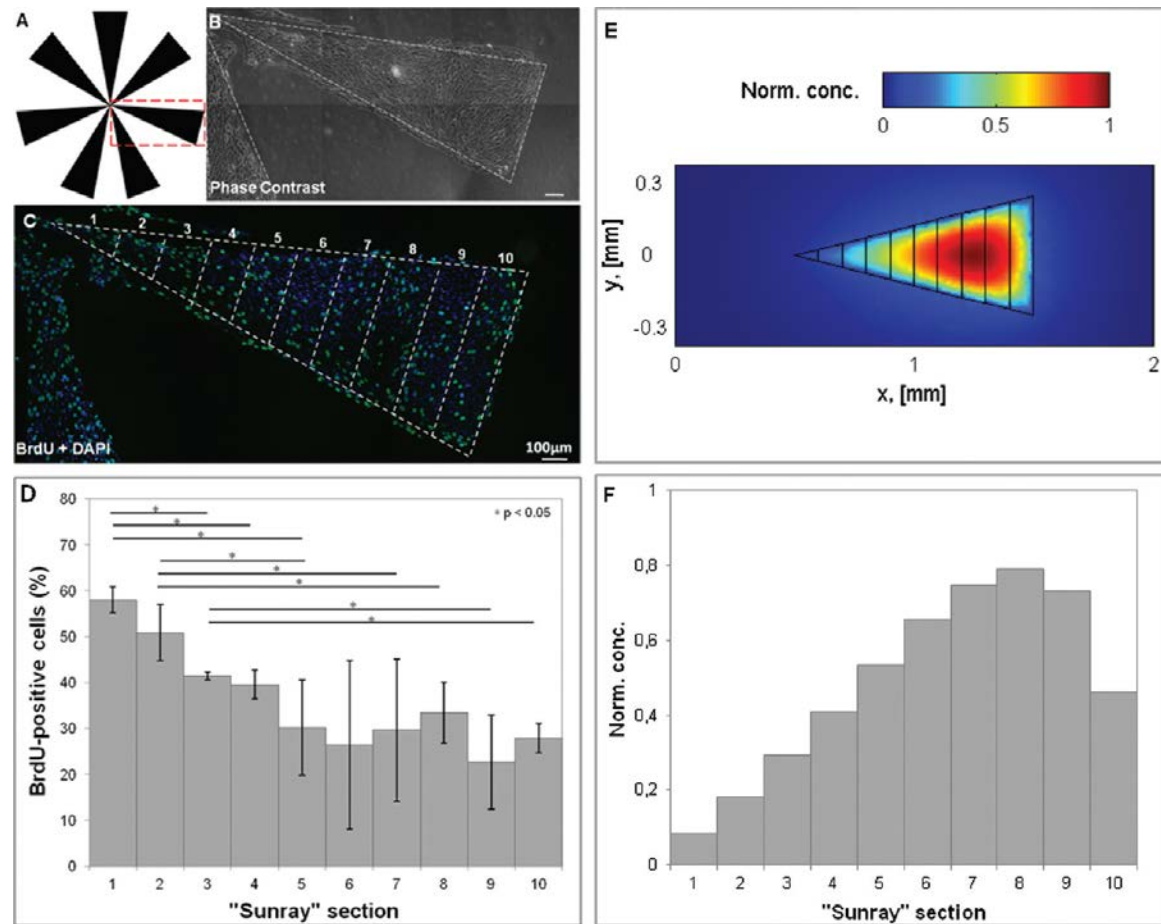 A
B
Phase Contrast
C
1 2 3 4 5 6 7 8 9 10
BrdU + DAPI
100µm
D
80
* p < 0.05
70
60
50
40
30
20
10
0
BrdU-positive cells (%)
* * * * * * * *
1 2 3 4 5 6 7 8 9 10
"Sunray" section
E
Norm. conc.
0 0.5 1
0.3
0
-0.3
y, [mm]
0 1 2
x, [mm]
F
1
0,8
0,6
0,4
0,2
0
Norm. conc.
1 2 3 4 5 6 7 8 9 10
"Sunray" section